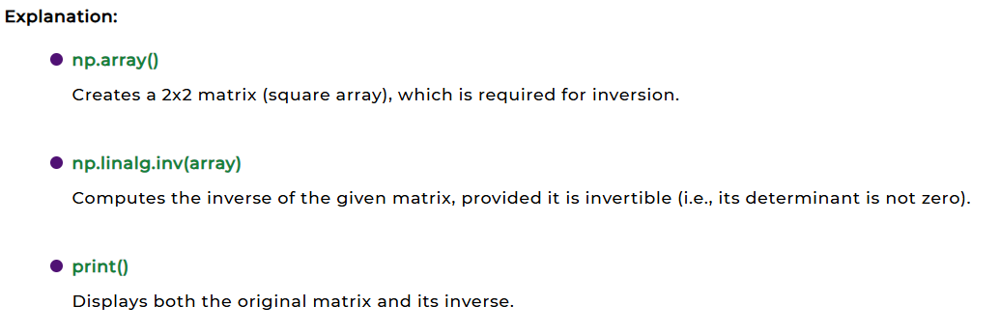 Explanation:
np.array()
Creates a 2x2 matrix (square array), which is required for inversion.
np.linalg.inv(array)
Computes the inverse of the given matrix, provided it is invertible (i.e., its determinant is not zero).
print()
Displays both the original matrix and its inverse.